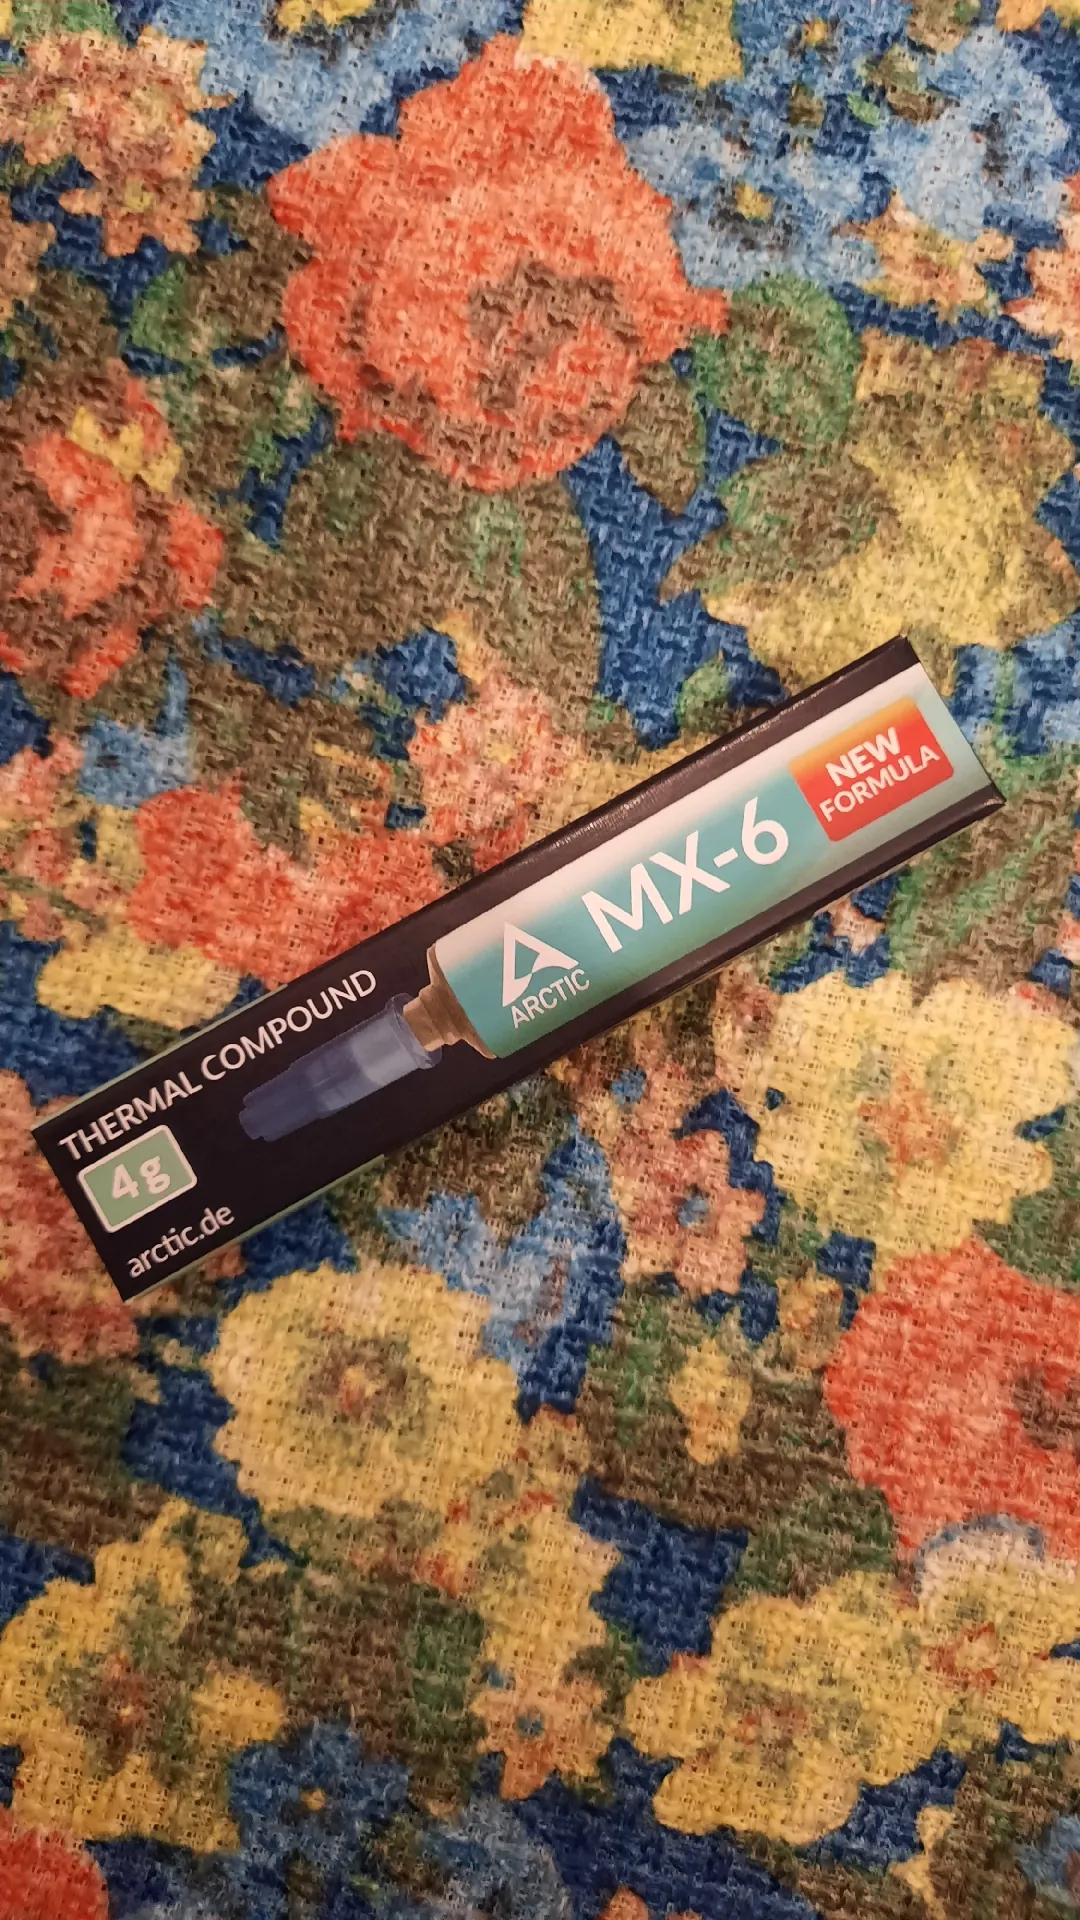 THERMAL COMPOUND
4g
arctic.de
ARCTIC
MX-6
NEW
FORMULA